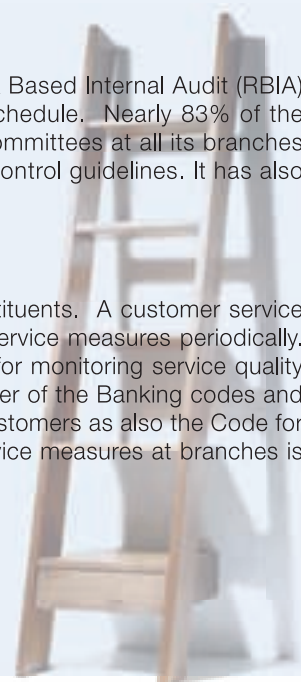 Based Internal Audit (RBIA)
chedule. Nearly 83% of the
ommittees at all its branches
ontrol guidelines. It has also
tituents. A customer service
ervice measures periodically.
for monitoring service quality
er of the Banking codes and
stomers as also the Code for
vice measures at branches is